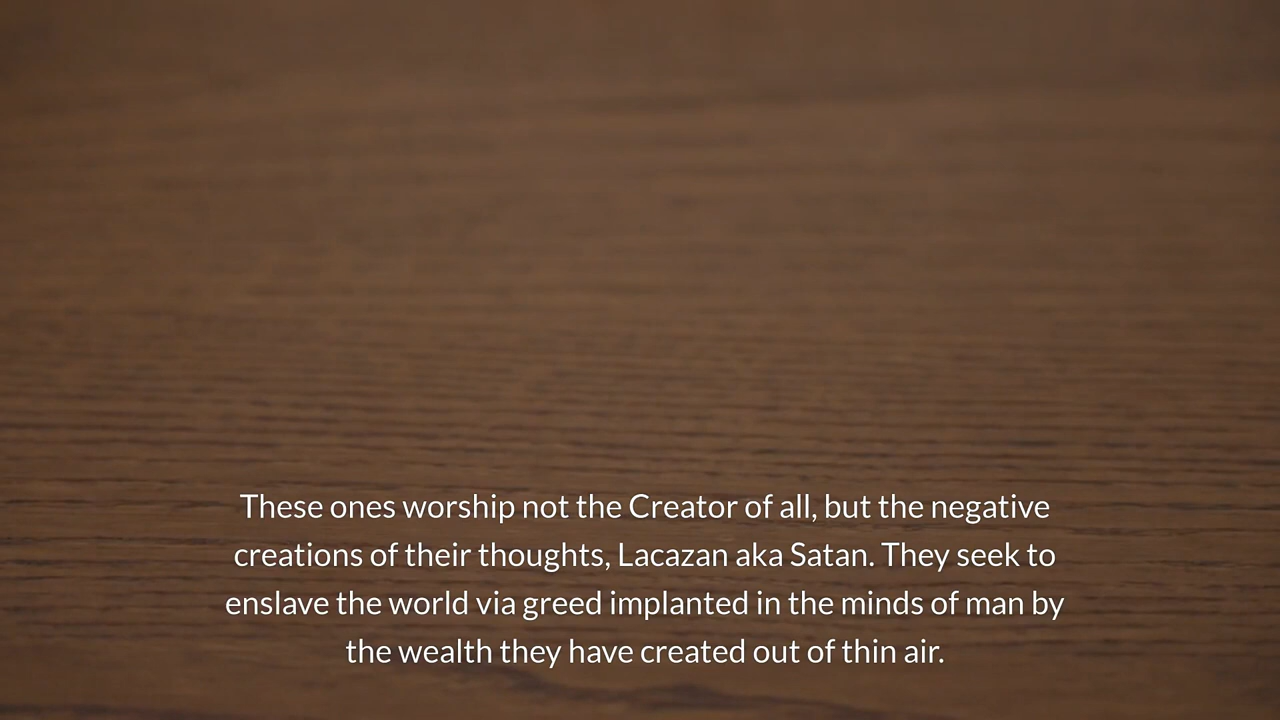 These ones worship not the Creator of all, but the negative
creations of their thoughts, Lacazan aka Satan. They seek to
enslave the world via greed implanted in the minds of man by
the wealth they have created out of thin air.